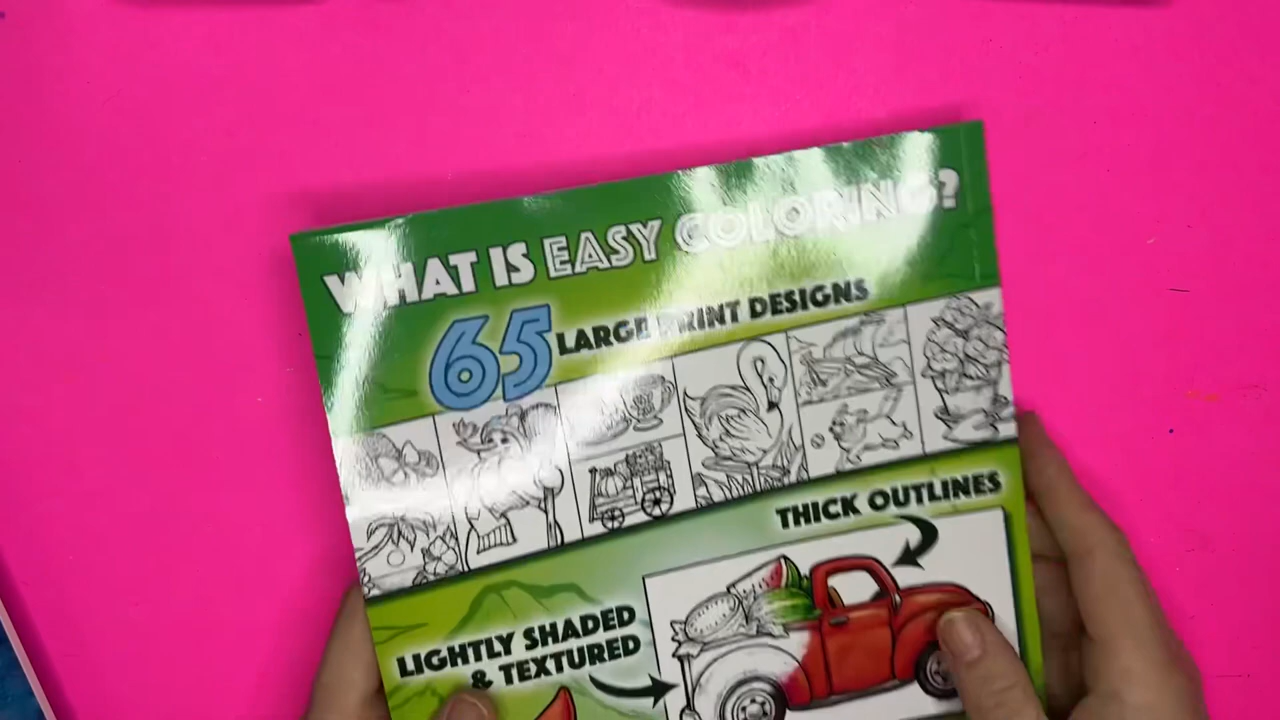 WHAT IS EASY COLORING?
65 LARGE PRINT DESIGNS
THICK OUTLINES
LIGHTLY SHADED
& TEXTURED